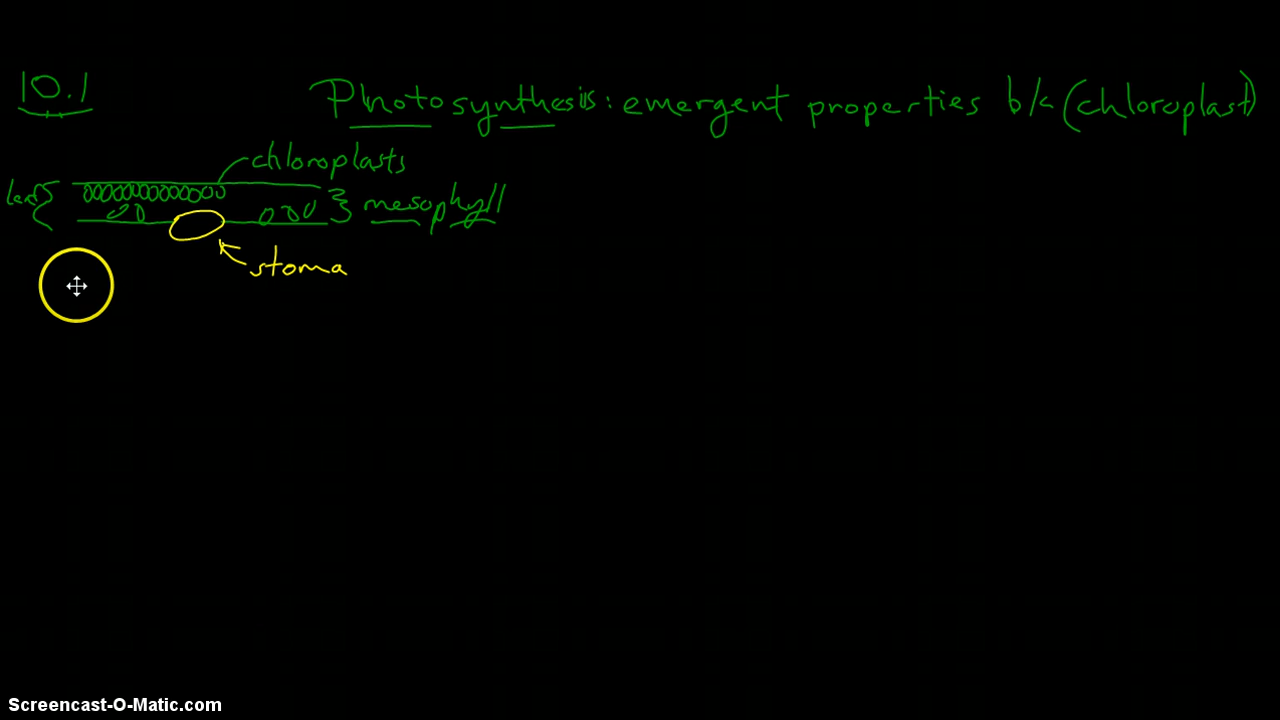 10.1 Photosynthesis: emergent properties b/c (chloroplast)
chloroplasts
leaf mesophyll
stoma
Screencast-O-Matic.com